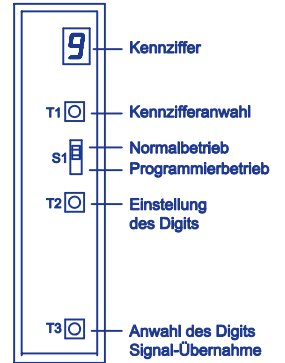 9 Kennziffer
T1 Kennzifferanwahl
Normalbetrieb
S1
Programmierbetrieb
T2 Einstellung
des Digits
T3 Anwahl des Digits
Signal-Übernahme